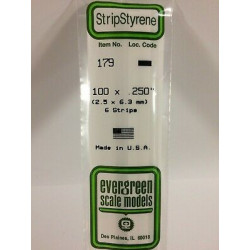 StripStyrene
Item No. Loc. Code
179
.100 x .250"
(2.5 x 6.3 mm)
6 Strips
Made in U.S.A.
evergreen
scale models
Des Plaines, IL 60018